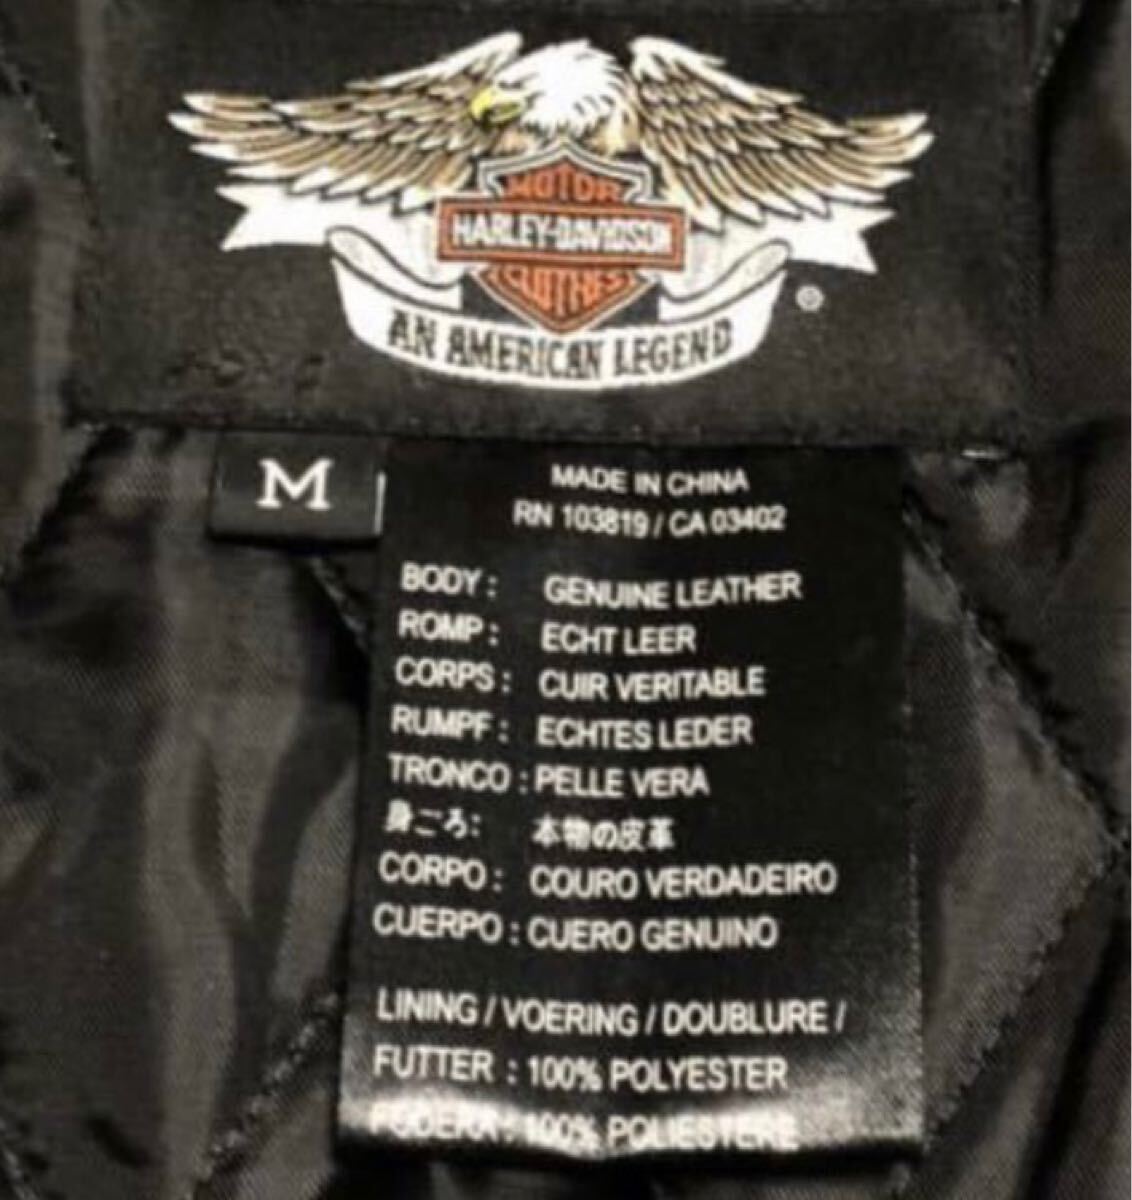 MOTOR
HARLEY-DAVIDSON
CLOTHES
AN AMERICAN LEGEND
®
M
MADE IN CHINA
RN 103819 / CA 03402
BODY : GENUINE LEATHER
ROMP : ECHT LEER
CORPS : CUIR VERITABLE
RUMPF : ECHTES LEDER
TRONCO : PELLE VERA
身ごろ: 本物の皮革
CORPO : COURO VERDADEIRO
CUERPO : CUERO GENUINO
LINING / VOERING / DOUBLURE /
FUTTER : 100% POLYESTER
FODERA : 100% POLIESTERE